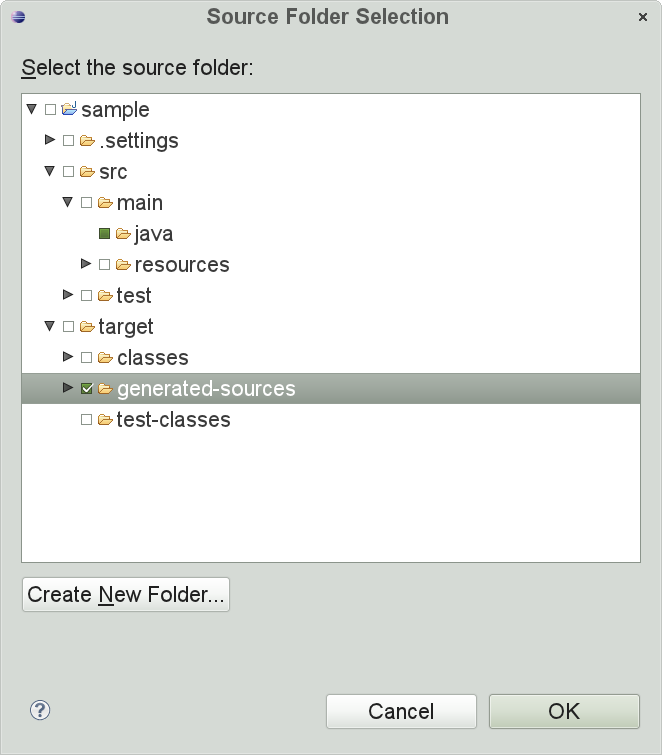 Source Folder Selection
Select the source folder:
sample
.settings
src
main
java
resources
test
target
classes
generated-sources
test-classes
Create New Folder...
?
Cancel OK